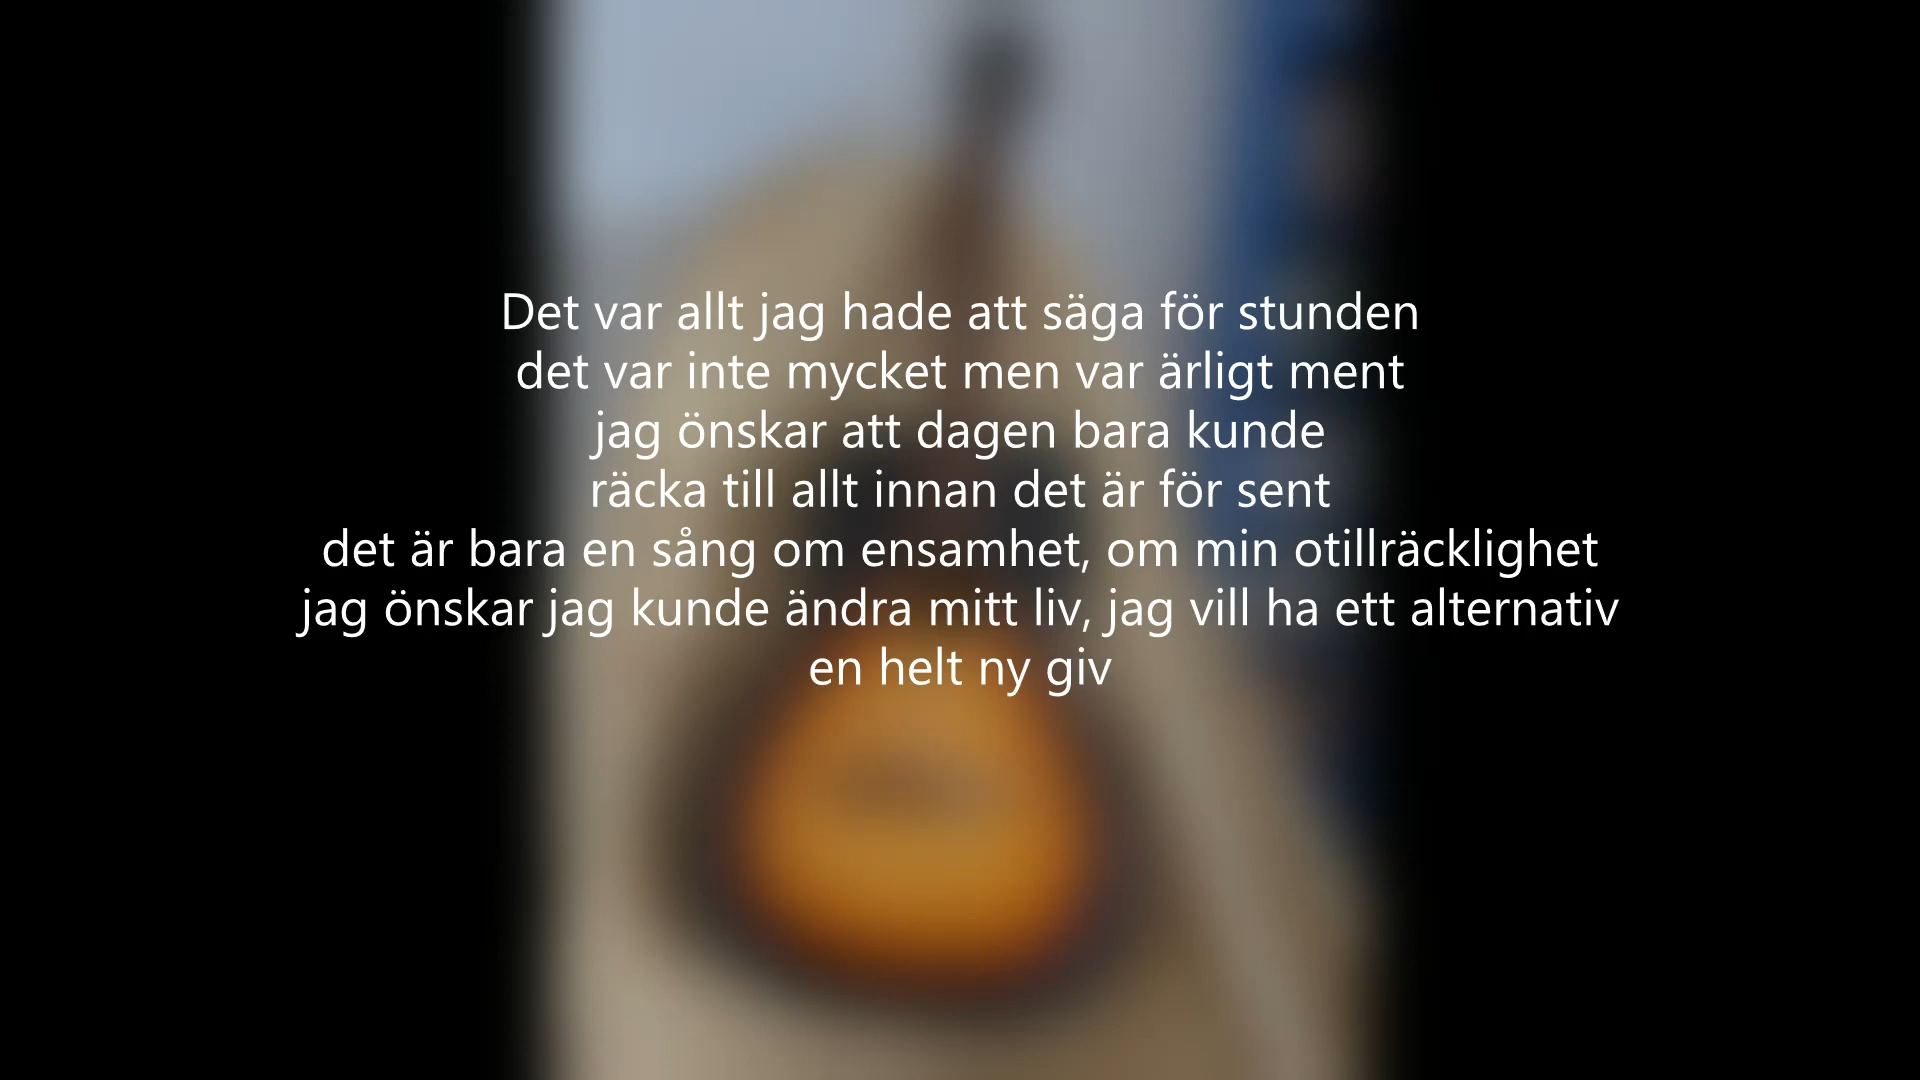 Det var allt jag hade att säga för stunden
det var inte mycket men var ärligt ment
jag önskar att dagen bara kunde
räcka till allt innan det är för sent
det är bara en sång om ensamhet, om min otillräcklighet
jag önskar jag kunde ändra mitt liv, jag vill ha ett alternativ
en helt ny giv